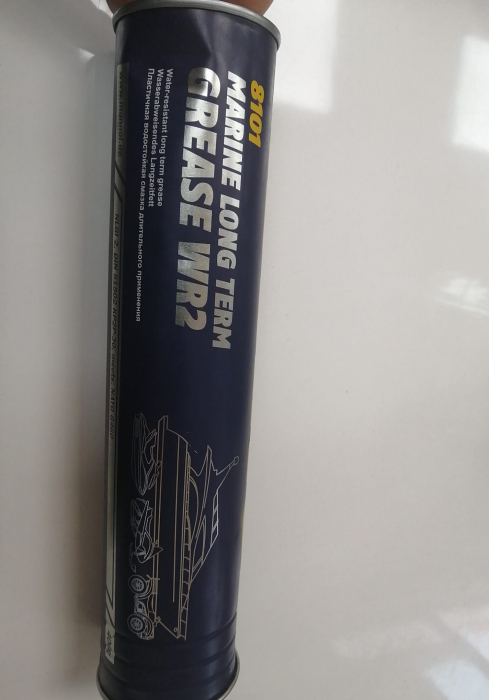 8101
MARINE LONG TERM
GREASE WR2
Water-resistant long term grease
Wasserabweisendes Langzeitfett
Пластичная водостойкая смазка длительного применения